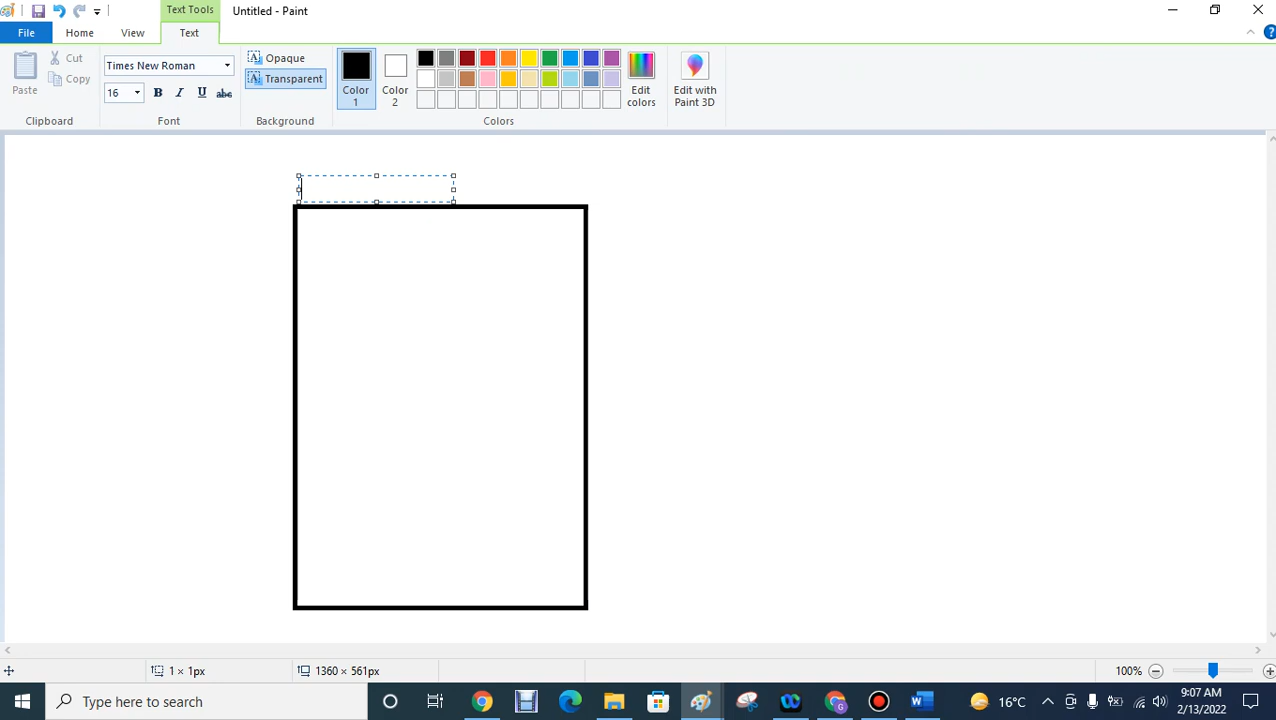 Text Tools
Untitled - Paint
File
Home
View
Text
Paste
Cut
Copy
Clipboard
Times New Roman
16
B I U abc
Font
Opaque
Transparent
Background
Color 1
Color 2
Edit colors
Colors
Edit with Paint 3D
1 × 1px
1360 × 561px
100%
Type here to search
16°C
9:07 AM
2/13/2022